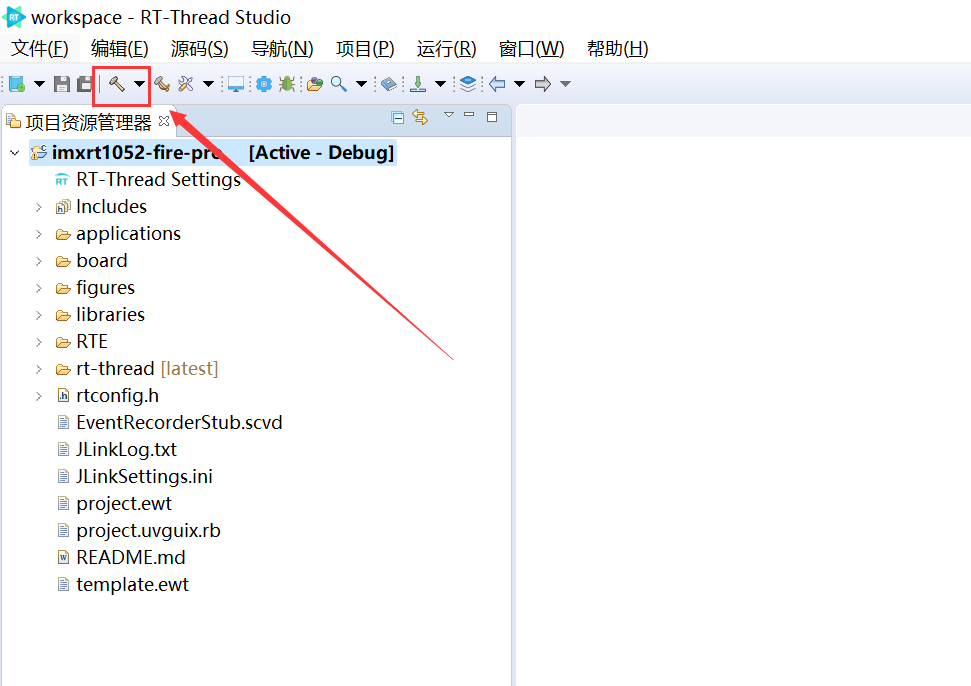 workspace - RT-Thread Studio
文件(F) 编辑(E) 源码(S) 导航(N) 项目(P) 运行(R) 窗口(W) 帮助(H)
项目资源管理器
imxrt1052-fire-pro [Active - Debug]
RT-Thread Settings
Includes
applications
board
figures
libraries
RTE
rt-thread [latest]
rtconfig.h
EventRecorderStub.scvd
JLinkLog.txt
JLinkSettings.ini
project.ewt
project.uvguix.rb
README.md
template.ewt